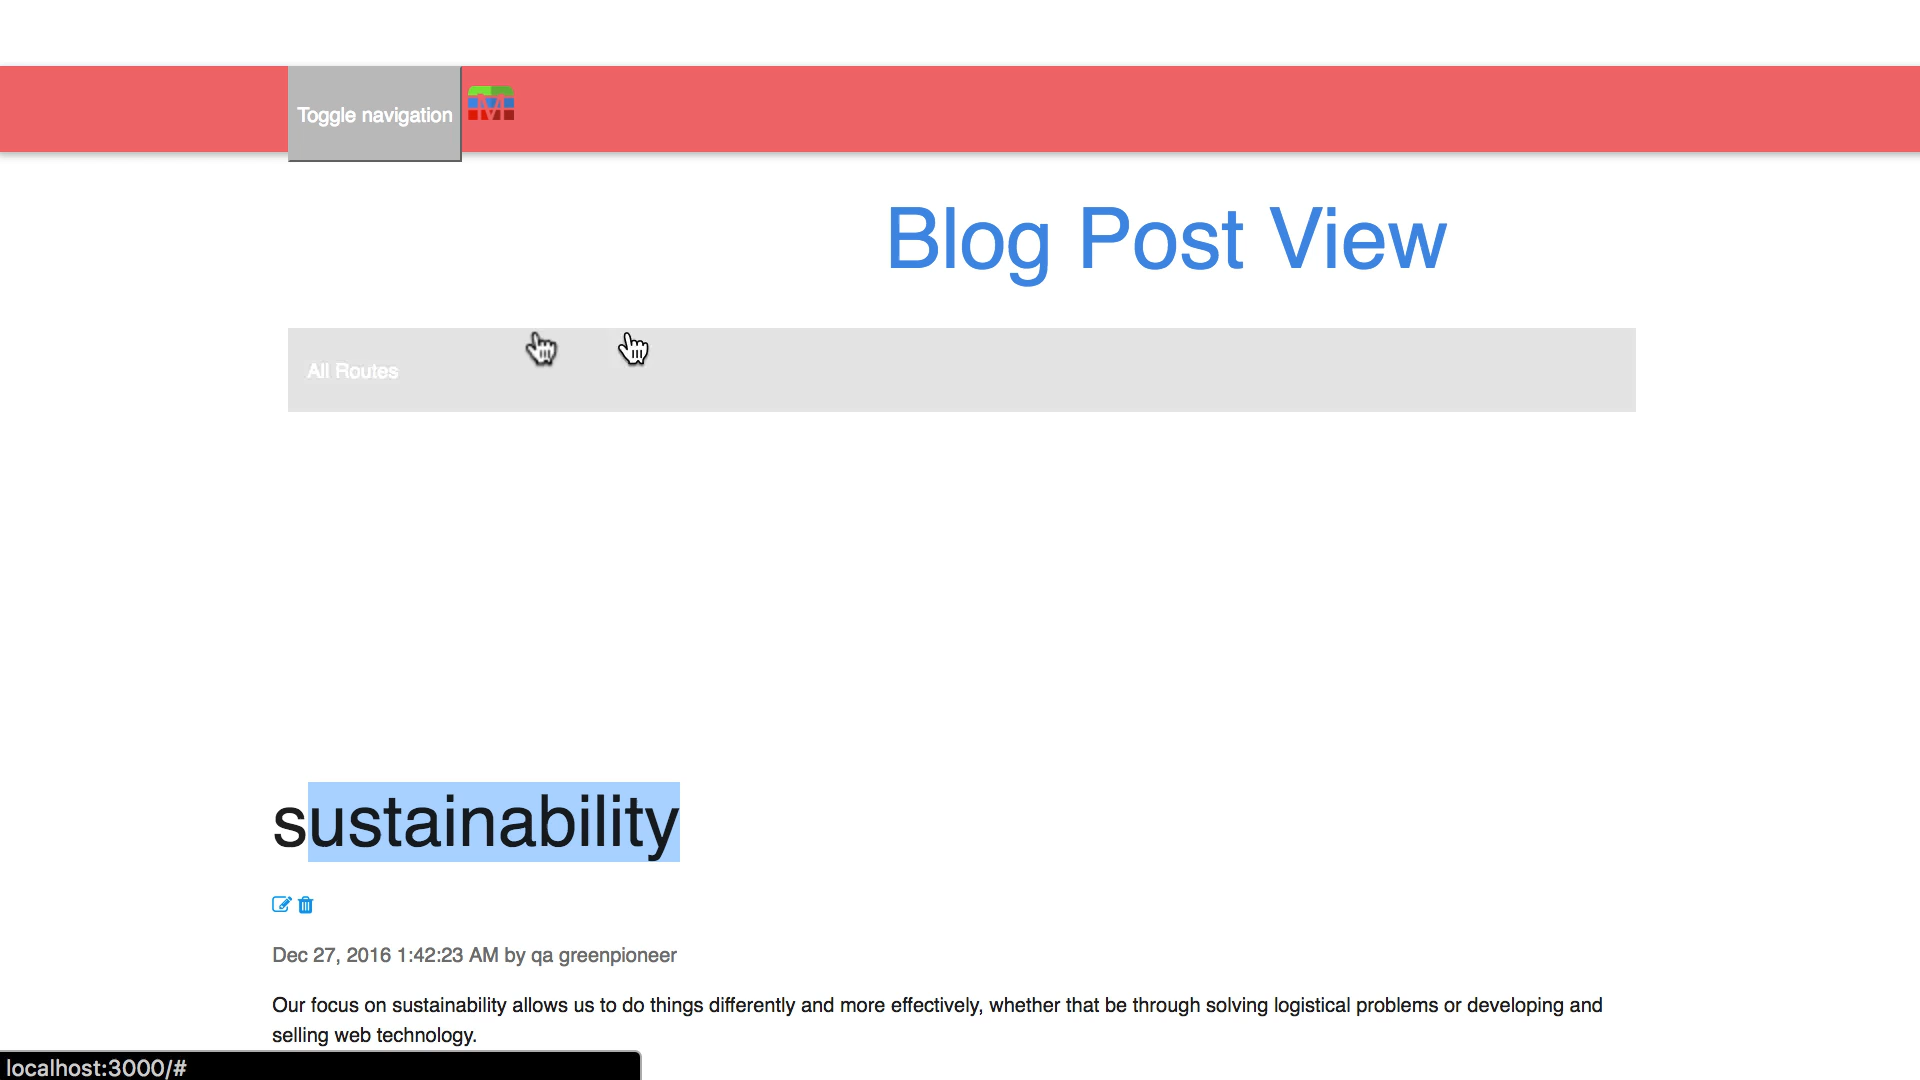 Toggle navigation
M
Blog Post View
All Routes
sustainability
Dec 27, 2016 1:42:23 AM by qa greenpioneer
Our focus on sustainability allows us to do things differently and more effectively, whether that be through solving logistical problems or developing and
selling web technology.
localhost:3000/#